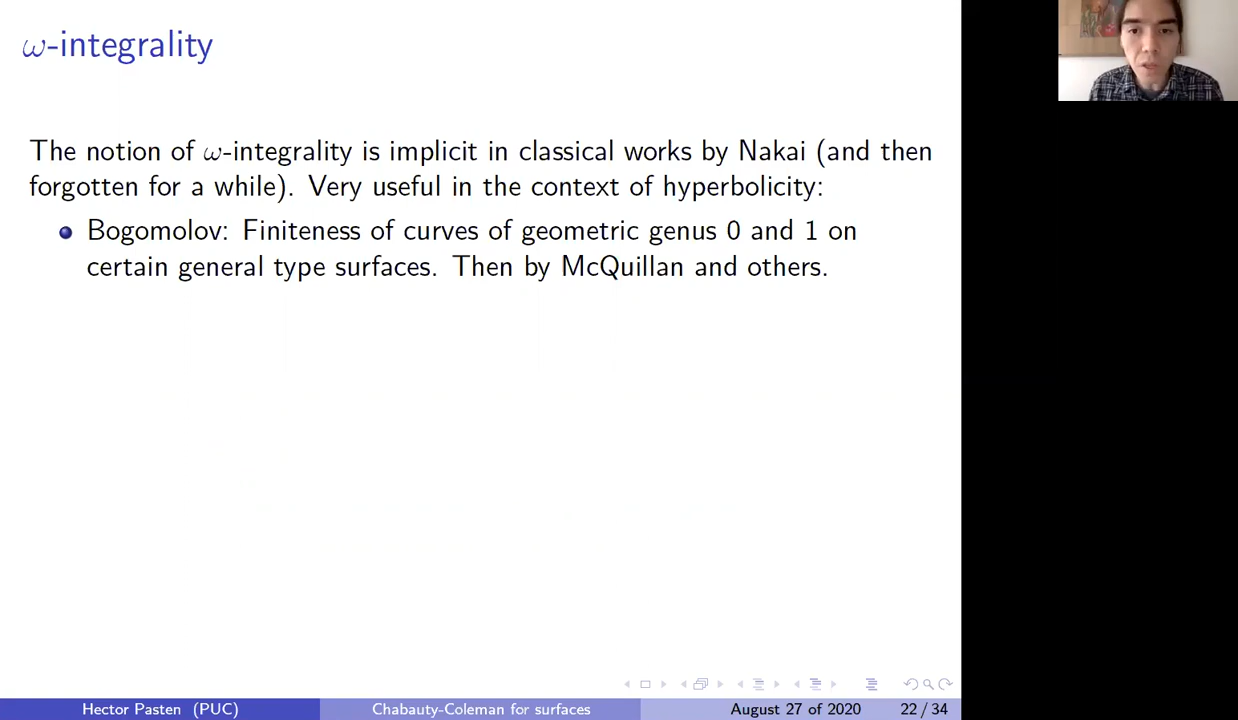 ω-integrality
The notion of ω-integrality is implicit in classical works by Nakai (and then
forgotten for a while). Very useful in the context of hyperbolicity:
Bogomolov: Finiteness of curves of geometric genus 0 and 1 on
certain general type surfaces. Then by McQuillan and others.
Hector Pasten (PUC)
Chabauty-Coleman for surfaces
August 27 of 2020
22 / 34